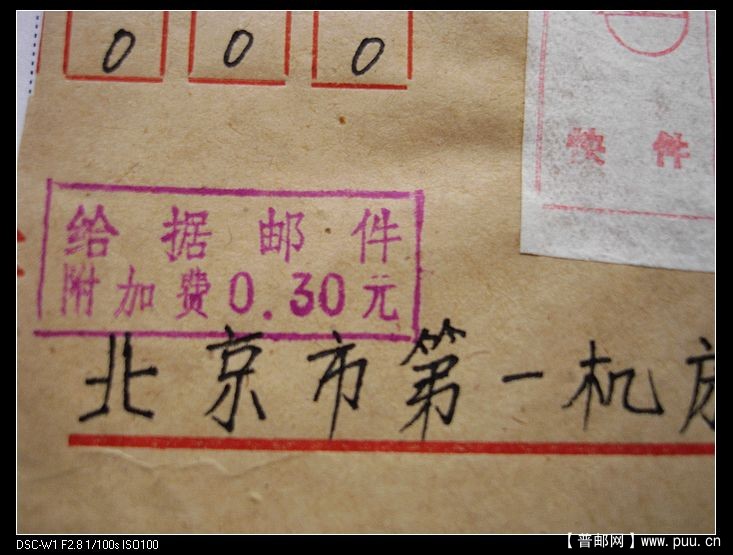 0 0 0
快件
给据邮件
附加费0.30元
北京市第一机床
DSC-W1 F2.8 1/100s ISO100
【普邮网】www.puu.cn